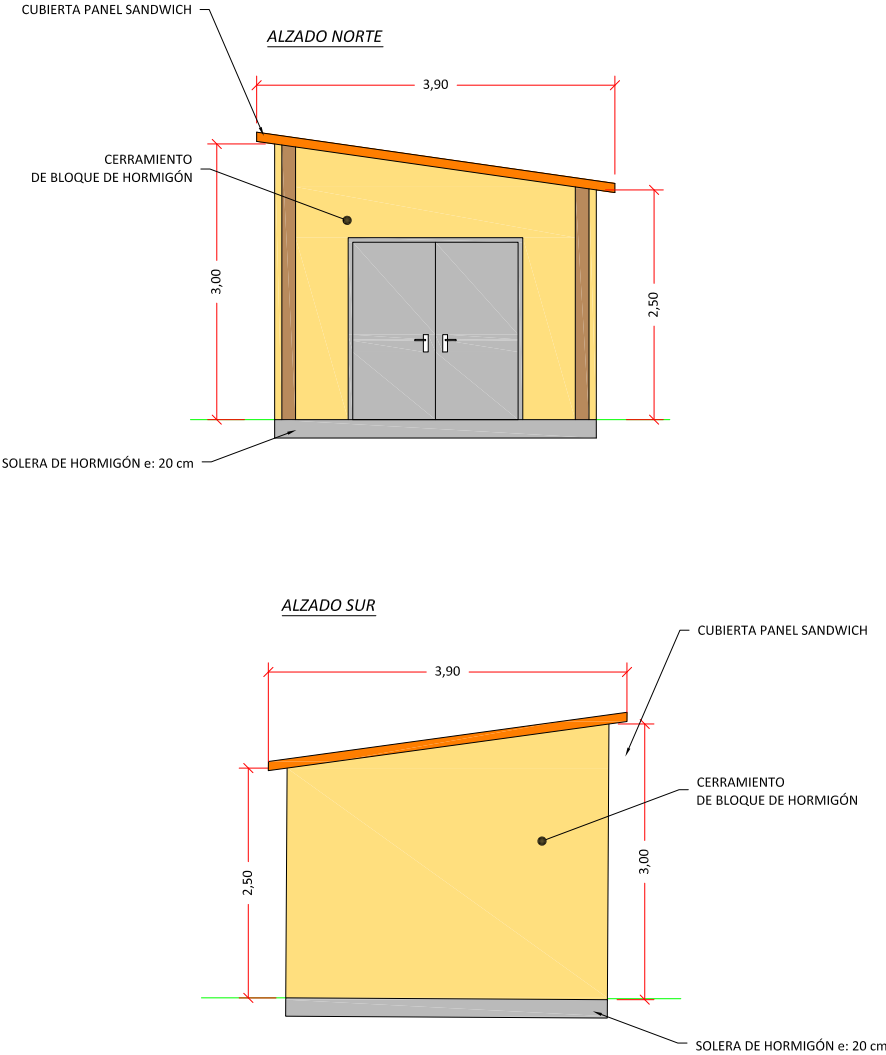 CUBIERTA PANEL SANDWICH
ALZADO NORTE
3,90
CERRAMIENTO
DE BLOQUE DE HORMIGÓN
3,00
2,50
SOLERA DE HORMIGÓN e: 20 cm
ALZADO SUR
CUBIERTA PANEL SANDWICH
3,90
CERRAMIENTO
DE BLOQUE DE HORMIGÓN
2,50
3,00
SOLERA DE HORMIGÓN e: 20 cm